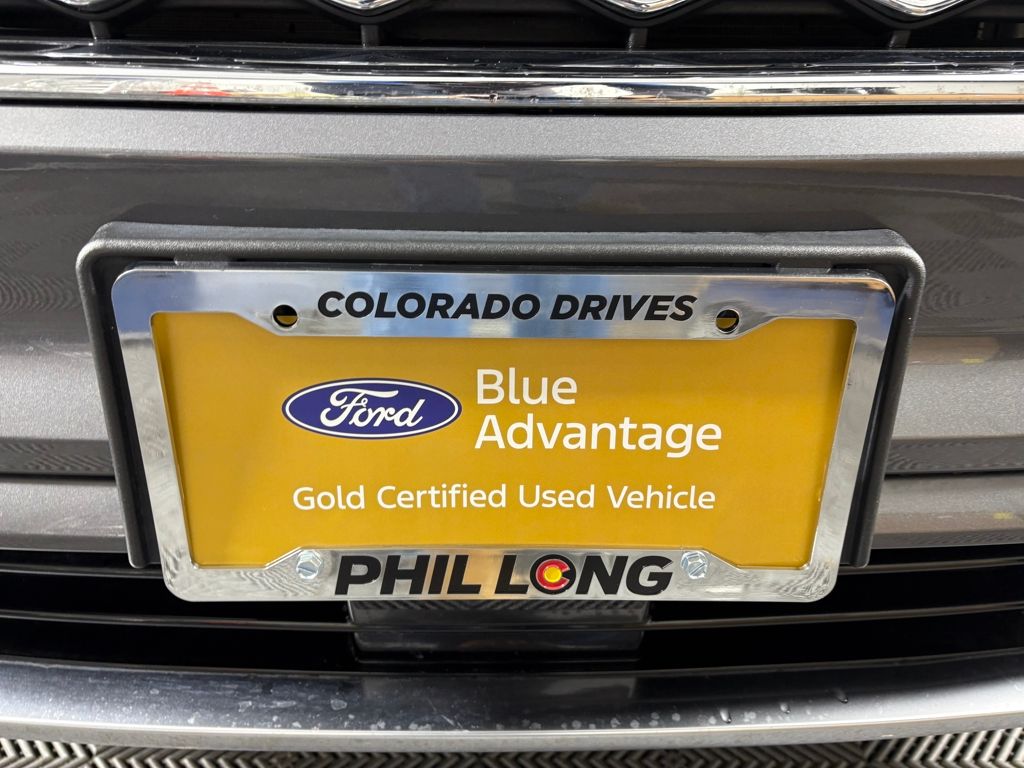 COLORADO DRIVES
Ford
Blue
Advantage
Gold Certified Used Vehicle
PHIL LONG